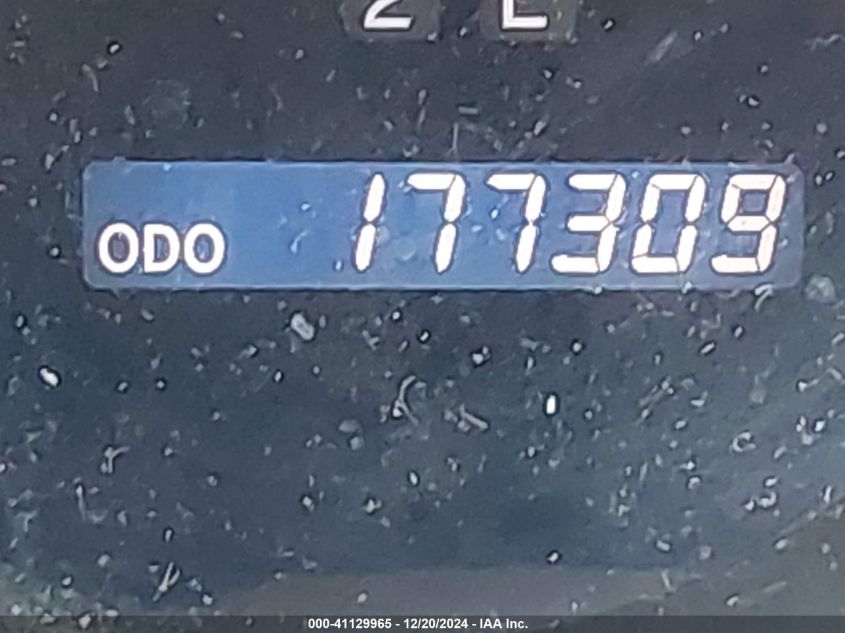 2 L
ODO 177309
000-41129965 - 12/20/2024 - IAA Inc.